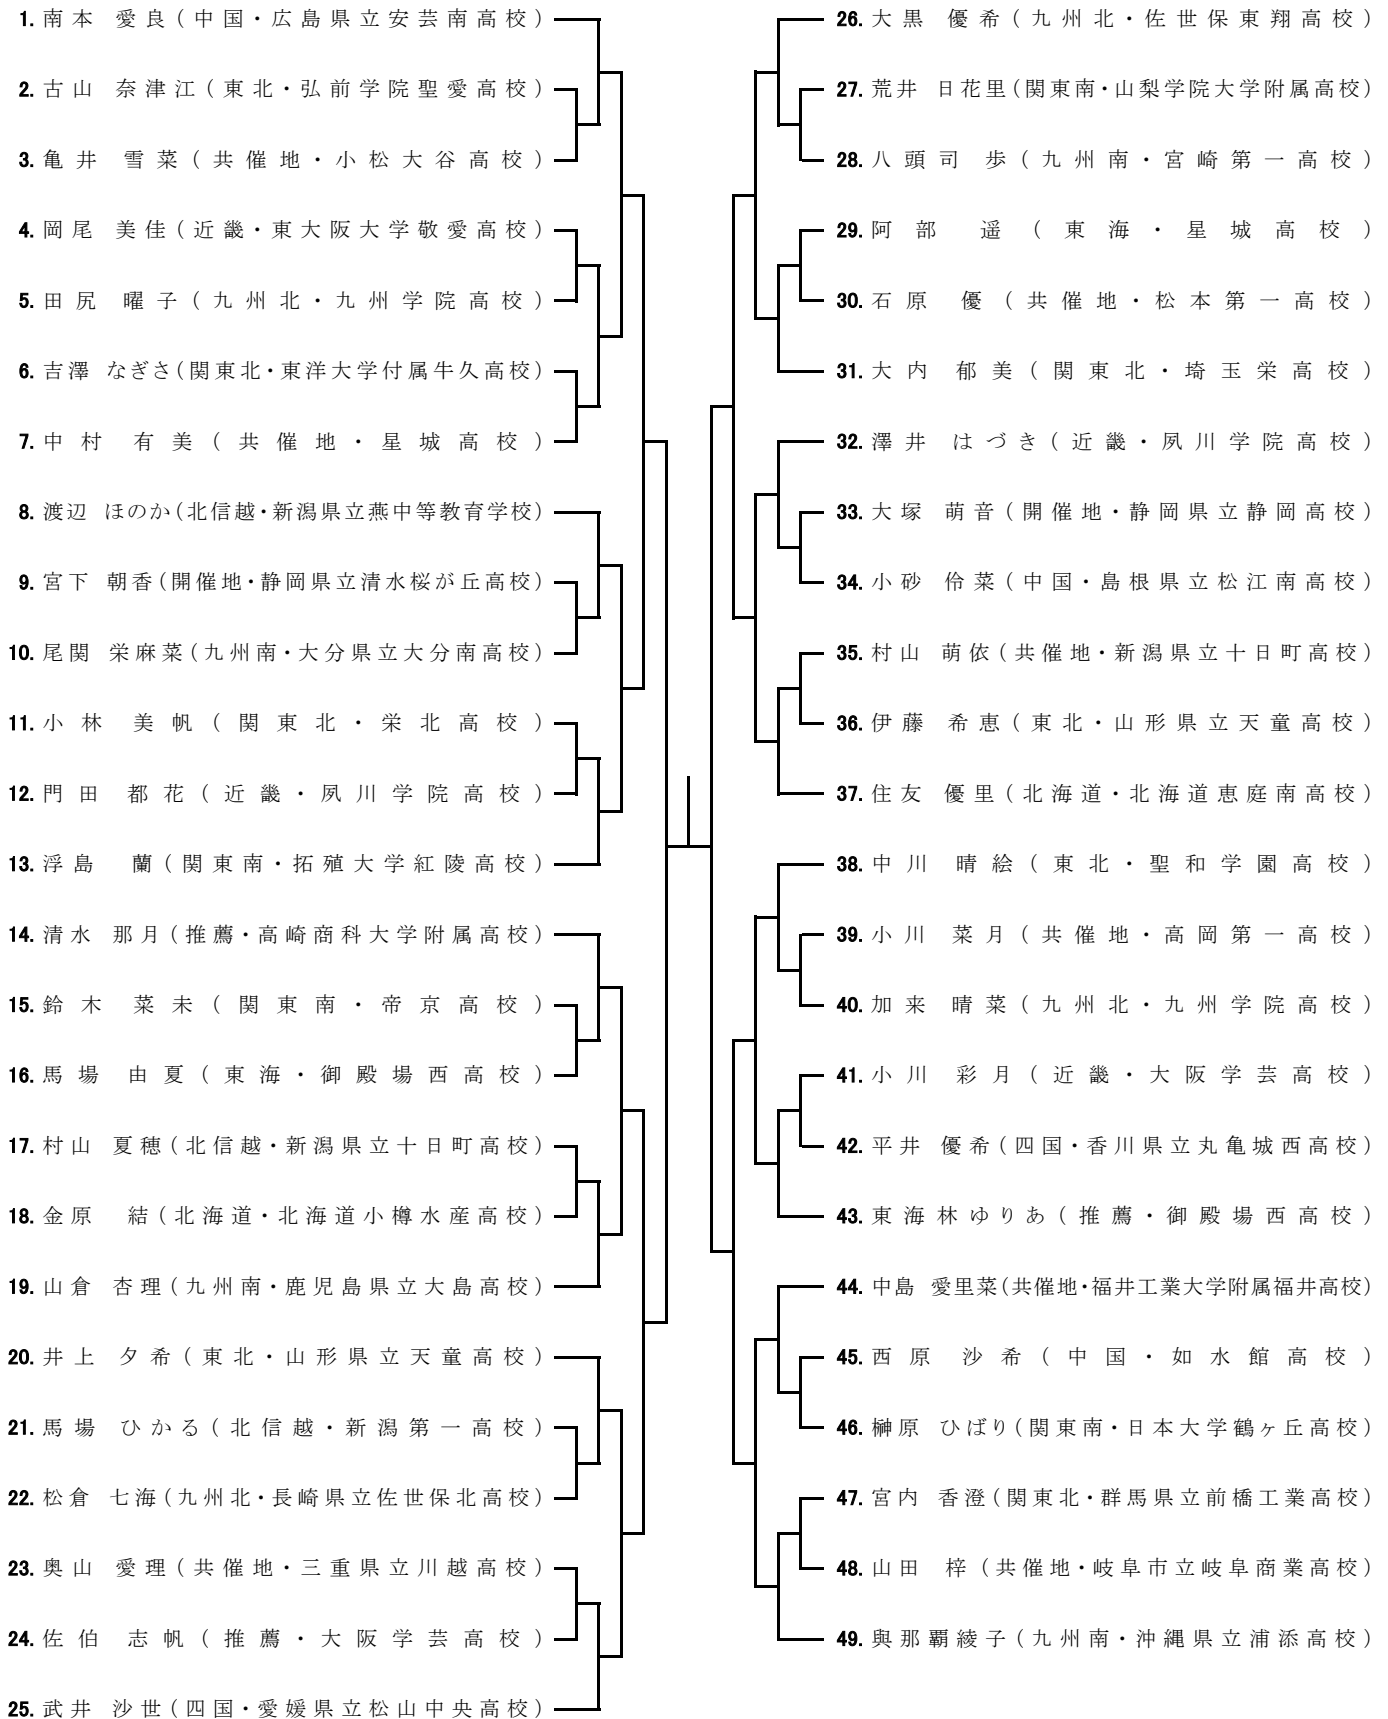 1. 南本 愛良(中国・広島県立安芸南高校)
2. 古山 奈津江(東北・弘前学院聖愛高校)
3. 亀井 雪菜(共催地・小松大谷高校)
4. 岡尾 美佳(近畿・東大阪大学敬愛高校)
5. 田尻 曜子(九州北・九州学院高校)
6. 吉澤 なぎさ(関東北・東洋大学付属牛久高校)
7. 中村 有美(共催地・星城高校)
8. 渡辺 ほのか(北信越・新潟県立燕中等教育学校)
9. 宮下 朝香(開催地・静岡県立清水桜が丘高校)
10. 尾関 栄麻菜(九州南・大分県立大分南高校)
11. 小林 美帆(関東北・栄北高校)
12. 門田 都花(近畿・夙川学院高校)
13. 浮島 蘭(関東南・拓殖大学紅陵高校)
14. 清水 那月(推薦・高崎商科大学附属高校)
15. 鈴木 菜未(関東南・帝京高校)
16. 馬場 由夏(東海・御殿場西高校)
17. 村山 夏穂(北信越・新潟県立十日町高校)
18. 金原 結(北海道・北海道小樽水産高校)
19. 山倉 杏理(九州南・鹿児島県立大島高校)
20. 井上 夕希(東北・山形県立天童高校)
21. 馬場 ひかる(北信越・新潟第一高校)
22. 松倉 七海(九州北・長崎県立佐世保北高校)
23. 奥山 愛理(共催地・三重県立川越高校)
24. 佐伯 志帆(推薦・大阪学芸高校)
25. 武井 沙世(四国・愛媛県立松山中央高校)
26. 大黒 優希(九州北・佐世保東翔高校)
27. 荒井 日花里(関東南・山梨学院大学附属高校)
28. 八頭司 歩(九州南・宮崎第一高校)
29. 阿部 遥(東海・星城高校)
30. 石原 優(共催地・松本第一高校)
31. 大内 郁美(関東北・埼玉栄高校)
32. 澤井 はづき(近畿・夙川学院高校)
33. 大塚 萌音(開催地・静岡県立静岡高校)
34. 小砂 伶菜(中国・島根県立松江南高校)
35. 村山 萌依(共催地・新潟県立十日町高校)
36. 伊藤 希恵(東北・山形県立天童高校)
37. 住友 優里(北海道・北海道恵庭南高校)
38. 中川 晴絵(東北・聖和学園高校)
39. 小川 菜月(共催地・高岡第一高校)
40. 加来 晴菜(九州北・九州学院高校)
41. 小川 彩月(近畿・大阪学芸高校)
42. 平井 優希(四国・香川県立丸亀城西高校)
43. 東海林ゆりあ(推薦・御殿場西高校)
44. 中島 愛里菜(共催地・福井工業大学附属福井高校)
45. 西原 沙希(中国・如水館高校)
46. 榊原 ひばり(関東南・日本大学鶴ヶ丘高校)
47. 宮内 香澄(関東北・群馬県立前橋工業高校)
48. 山田 梓(共催地・岐阜市立岐阜商業高校)
49. 與那覇綾子(九州南・沖縄県立浦添高校)